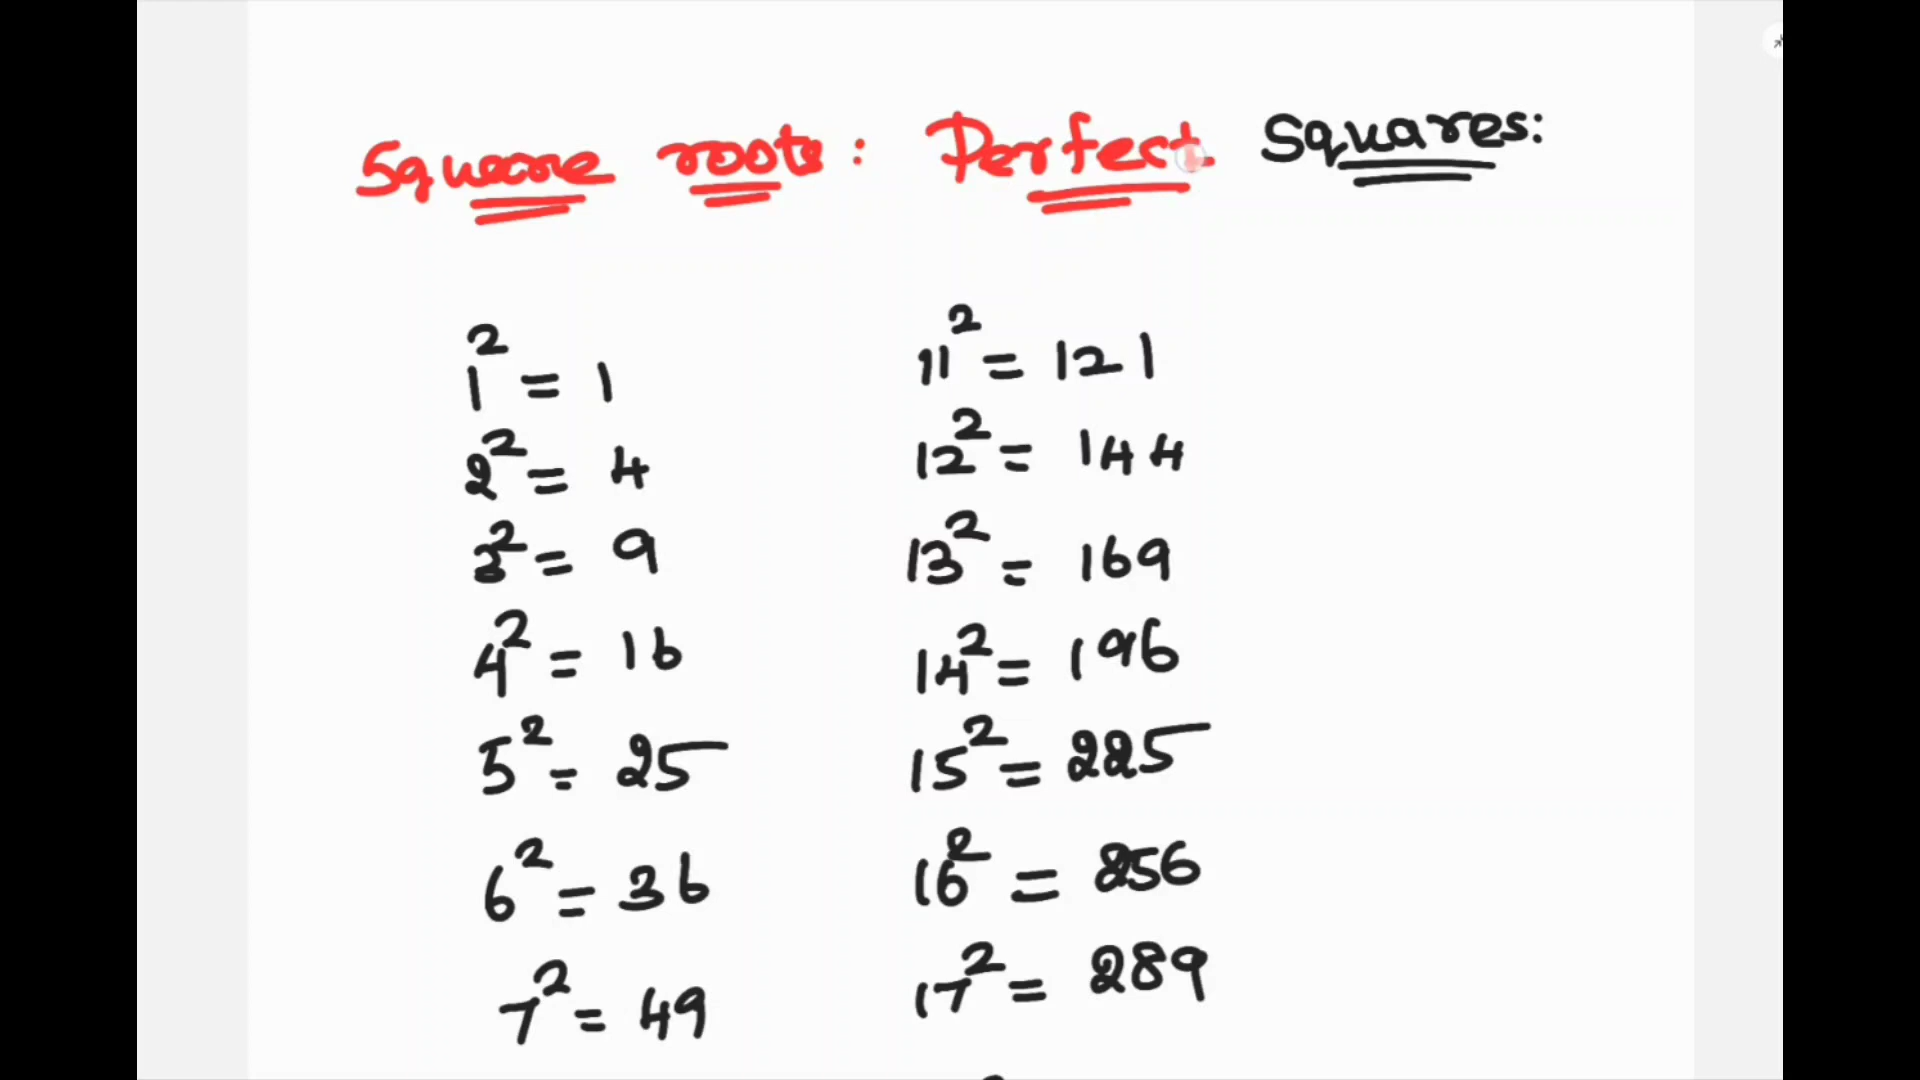 Square roots: Perfect Squares:
1² = 1
2² = 4
3² = 9
4² = 16
5² = 25
6² = 36
7² = 49
11² = 121
12² = 144
13² = 169
14² = 196
15² = 225
16² = 256
17² = 289